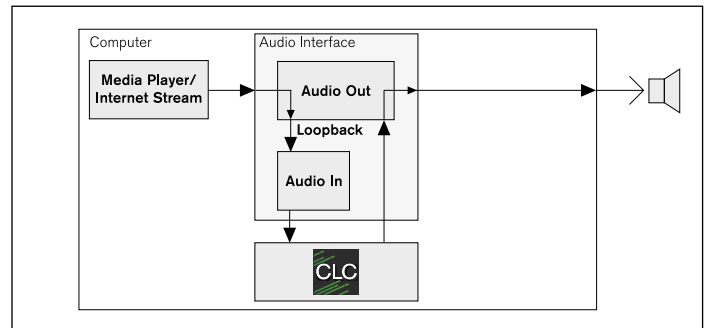 Computer
Audio Interface
Media Player/
Internet Stream
Audio Out
Loopback
Audio In
CLC